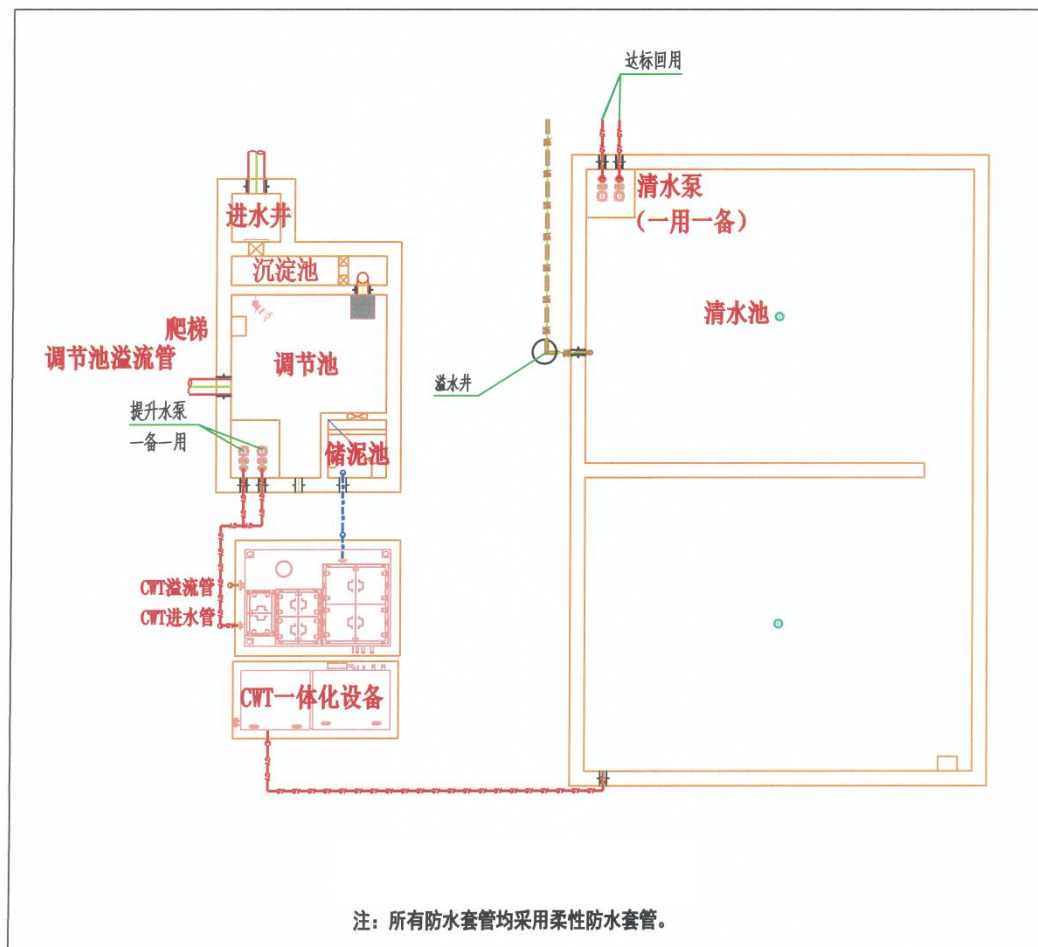 达标回用
清水泵
(一用一备)
进水井
沉淀池
爬梯
调节池溢流管
调节池
清水池
溢水井
提升水泵
一备一用
储泥池
CWT溢流管
CWT进水管
CWT一体化设备
注：所有防水套管均采用柔性防水套管。